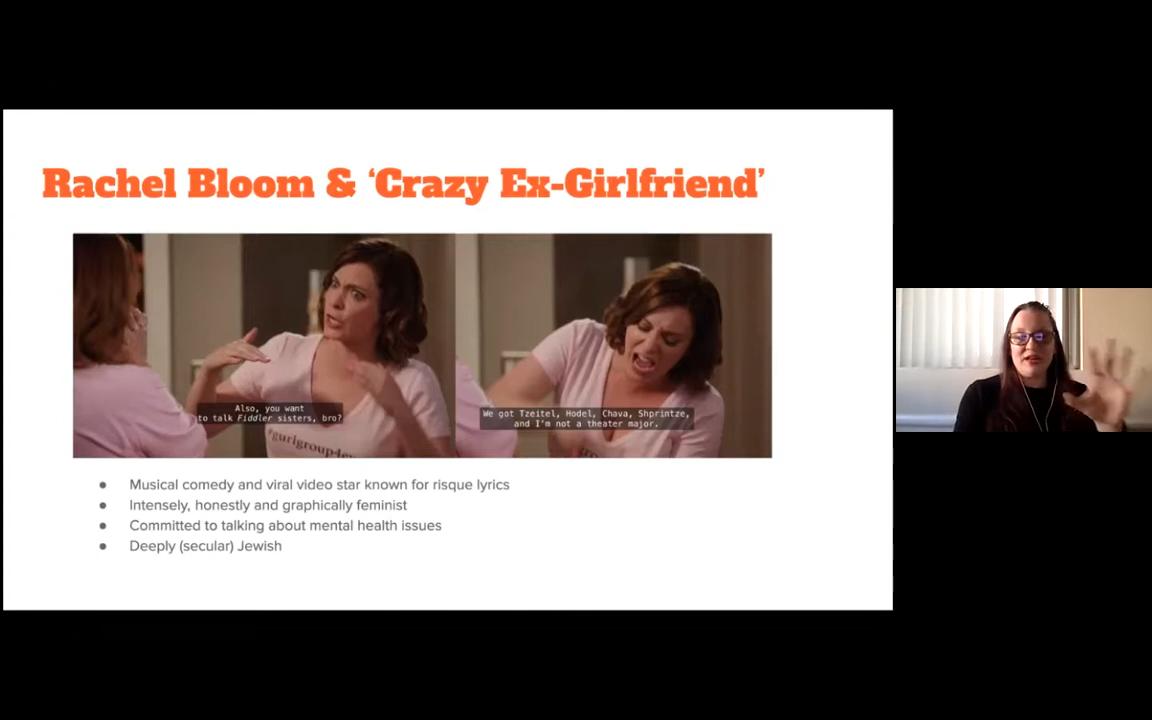 Rachel Bloom & ‘Crazy Ex-Girlfriend’
Also, you want
to talk Fiddler sisters, bro?
#gurlgroup4ev
We got Tzeitel, Hodel, Chava, Shprintze,
and I'm not a theater major.
● Musical comedy and viral video star known for risque lyrics
● Intensely, honestly and graphically feminist
● Committed to talking about mental health issues
● Deeply (secular) Jewish